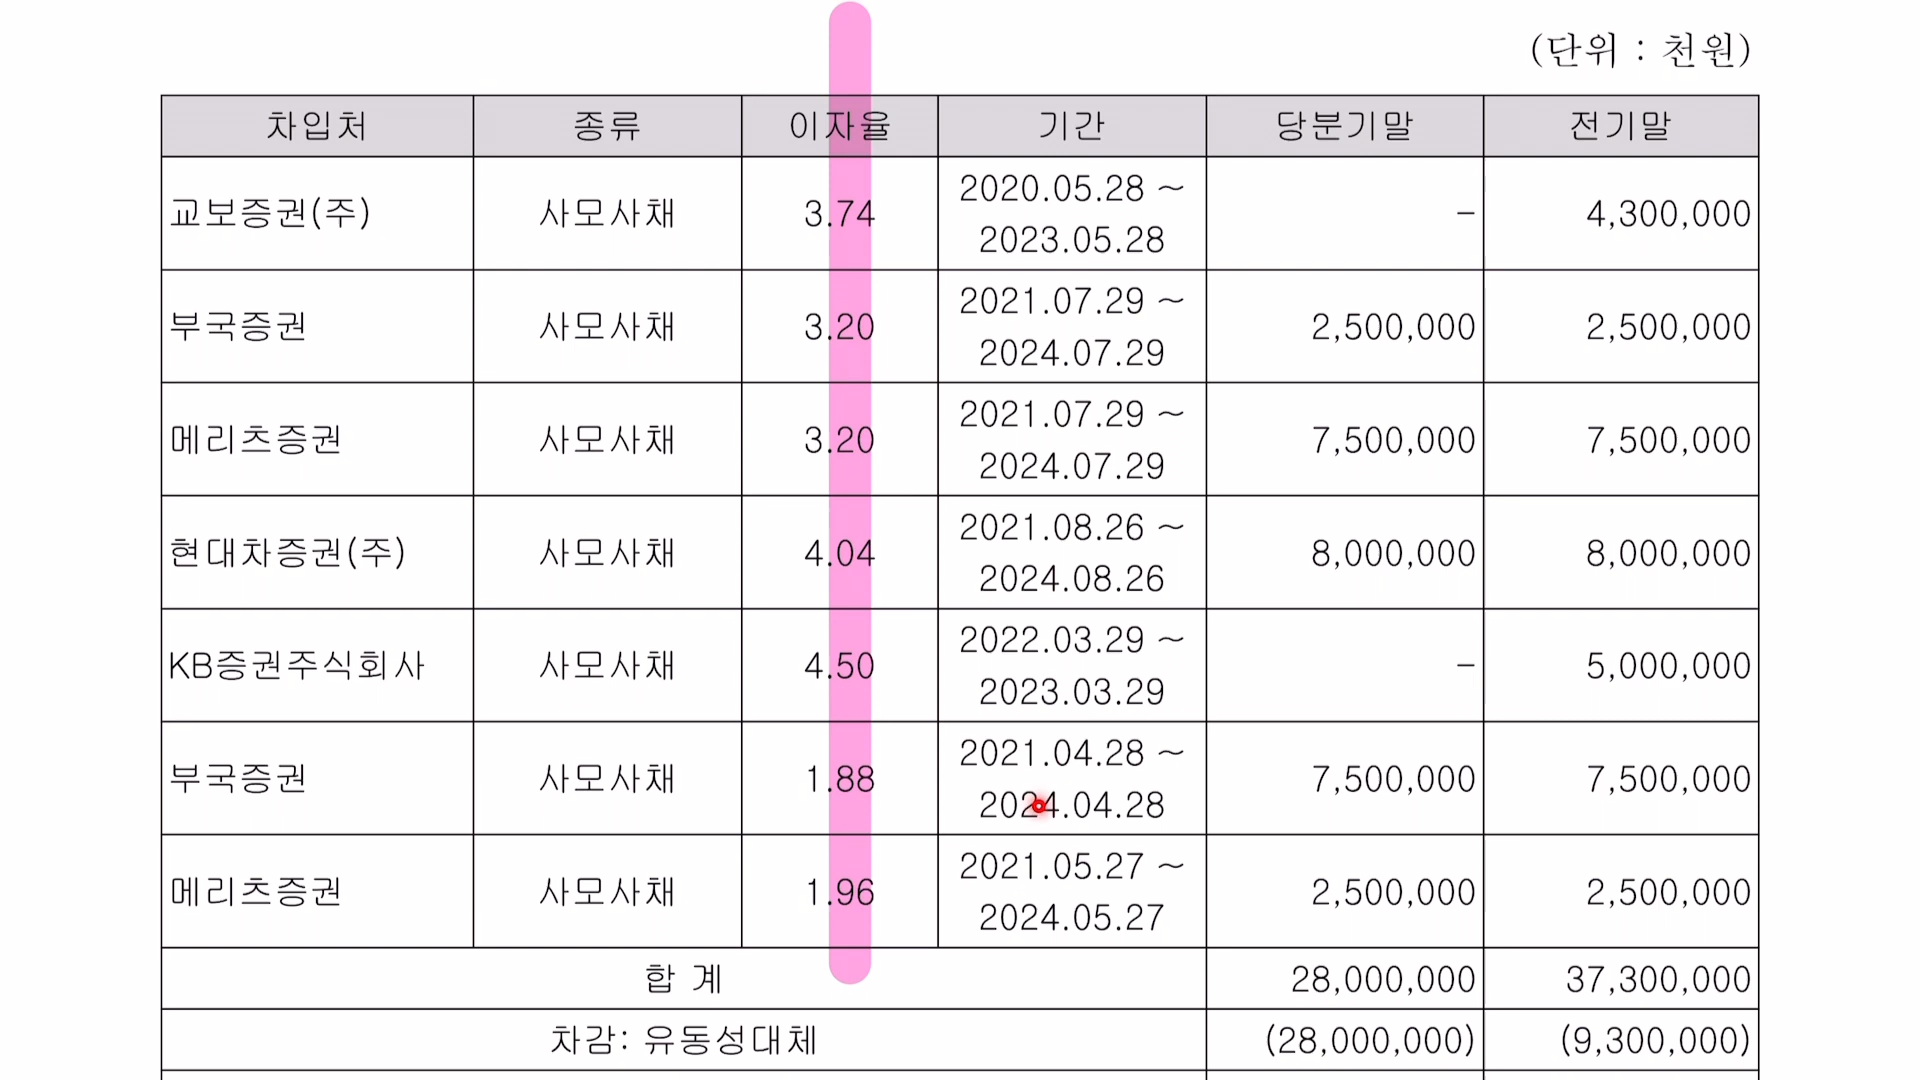 (단위 : 천원)
차입처 종류 이자율 기간 당분기말 전기말
교보증권(주) 사모사채 3.74 2020.05.28 ~ 2023.05.28 – 4,300,000
부국증권 사모사채 3.20 2021.07.29 ~ 2024.07.29 2,500,000 2,500,000
메리츠증권 사모사채 3.20 2021.07.29 ~ 2024.07.29 7,500,000 7,500,000
현대차증권(주) 사모사채 4.04 2021.08.26 ~ 2024.08.26 8,000,000 8,000,000
KB증권주식회사 사모사채 4.50 2022.03.29 ~ 2023.03.29 – 5,000,000
부국증권 사모사채 1.88 2021.04.28 ~ 2024.04.28 7,500,000 7,500,000
메리츠증권 사모사채 1.96 2021.05.27 ~ 2024.05.27 2,500,000 2,500,000
합 계 28,000,000 37,300,000
차감: 유동성대체 (28,000,000) (9,300,000)